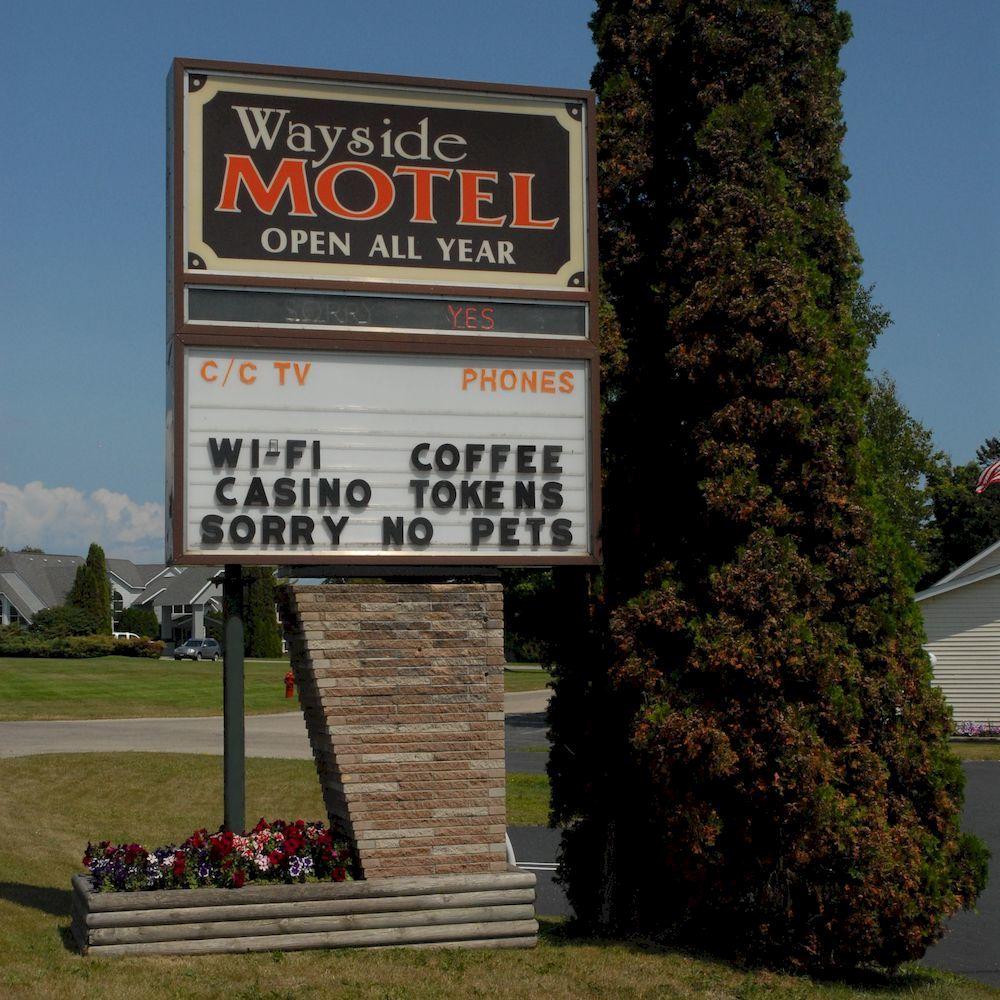 Wayside
MOTEL
OPEN ALL YEAR
SORRY YES
C/C TV PHONES
WI-FI COFFEE
CASINO TOKENS
SORRY NO PETS